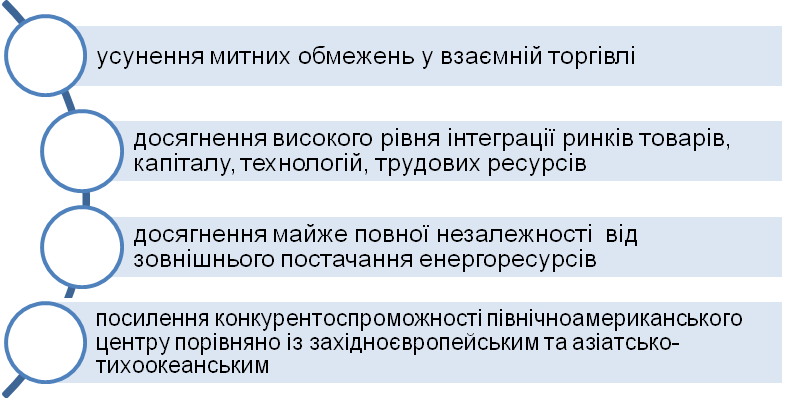 усунення митних обмежень у взаємній торгівлі
досягнення високого рівня інтеграції ринків товарів,
капіталу, технологій, трудових ресурсів
досягнення майже повної незалежності від
зовнішнього постачання енергоресурсів
посилення конкурентоспроможності північноамериканського
центру порівняно із західноєвропейським та азіатсько-
тихоокеанським